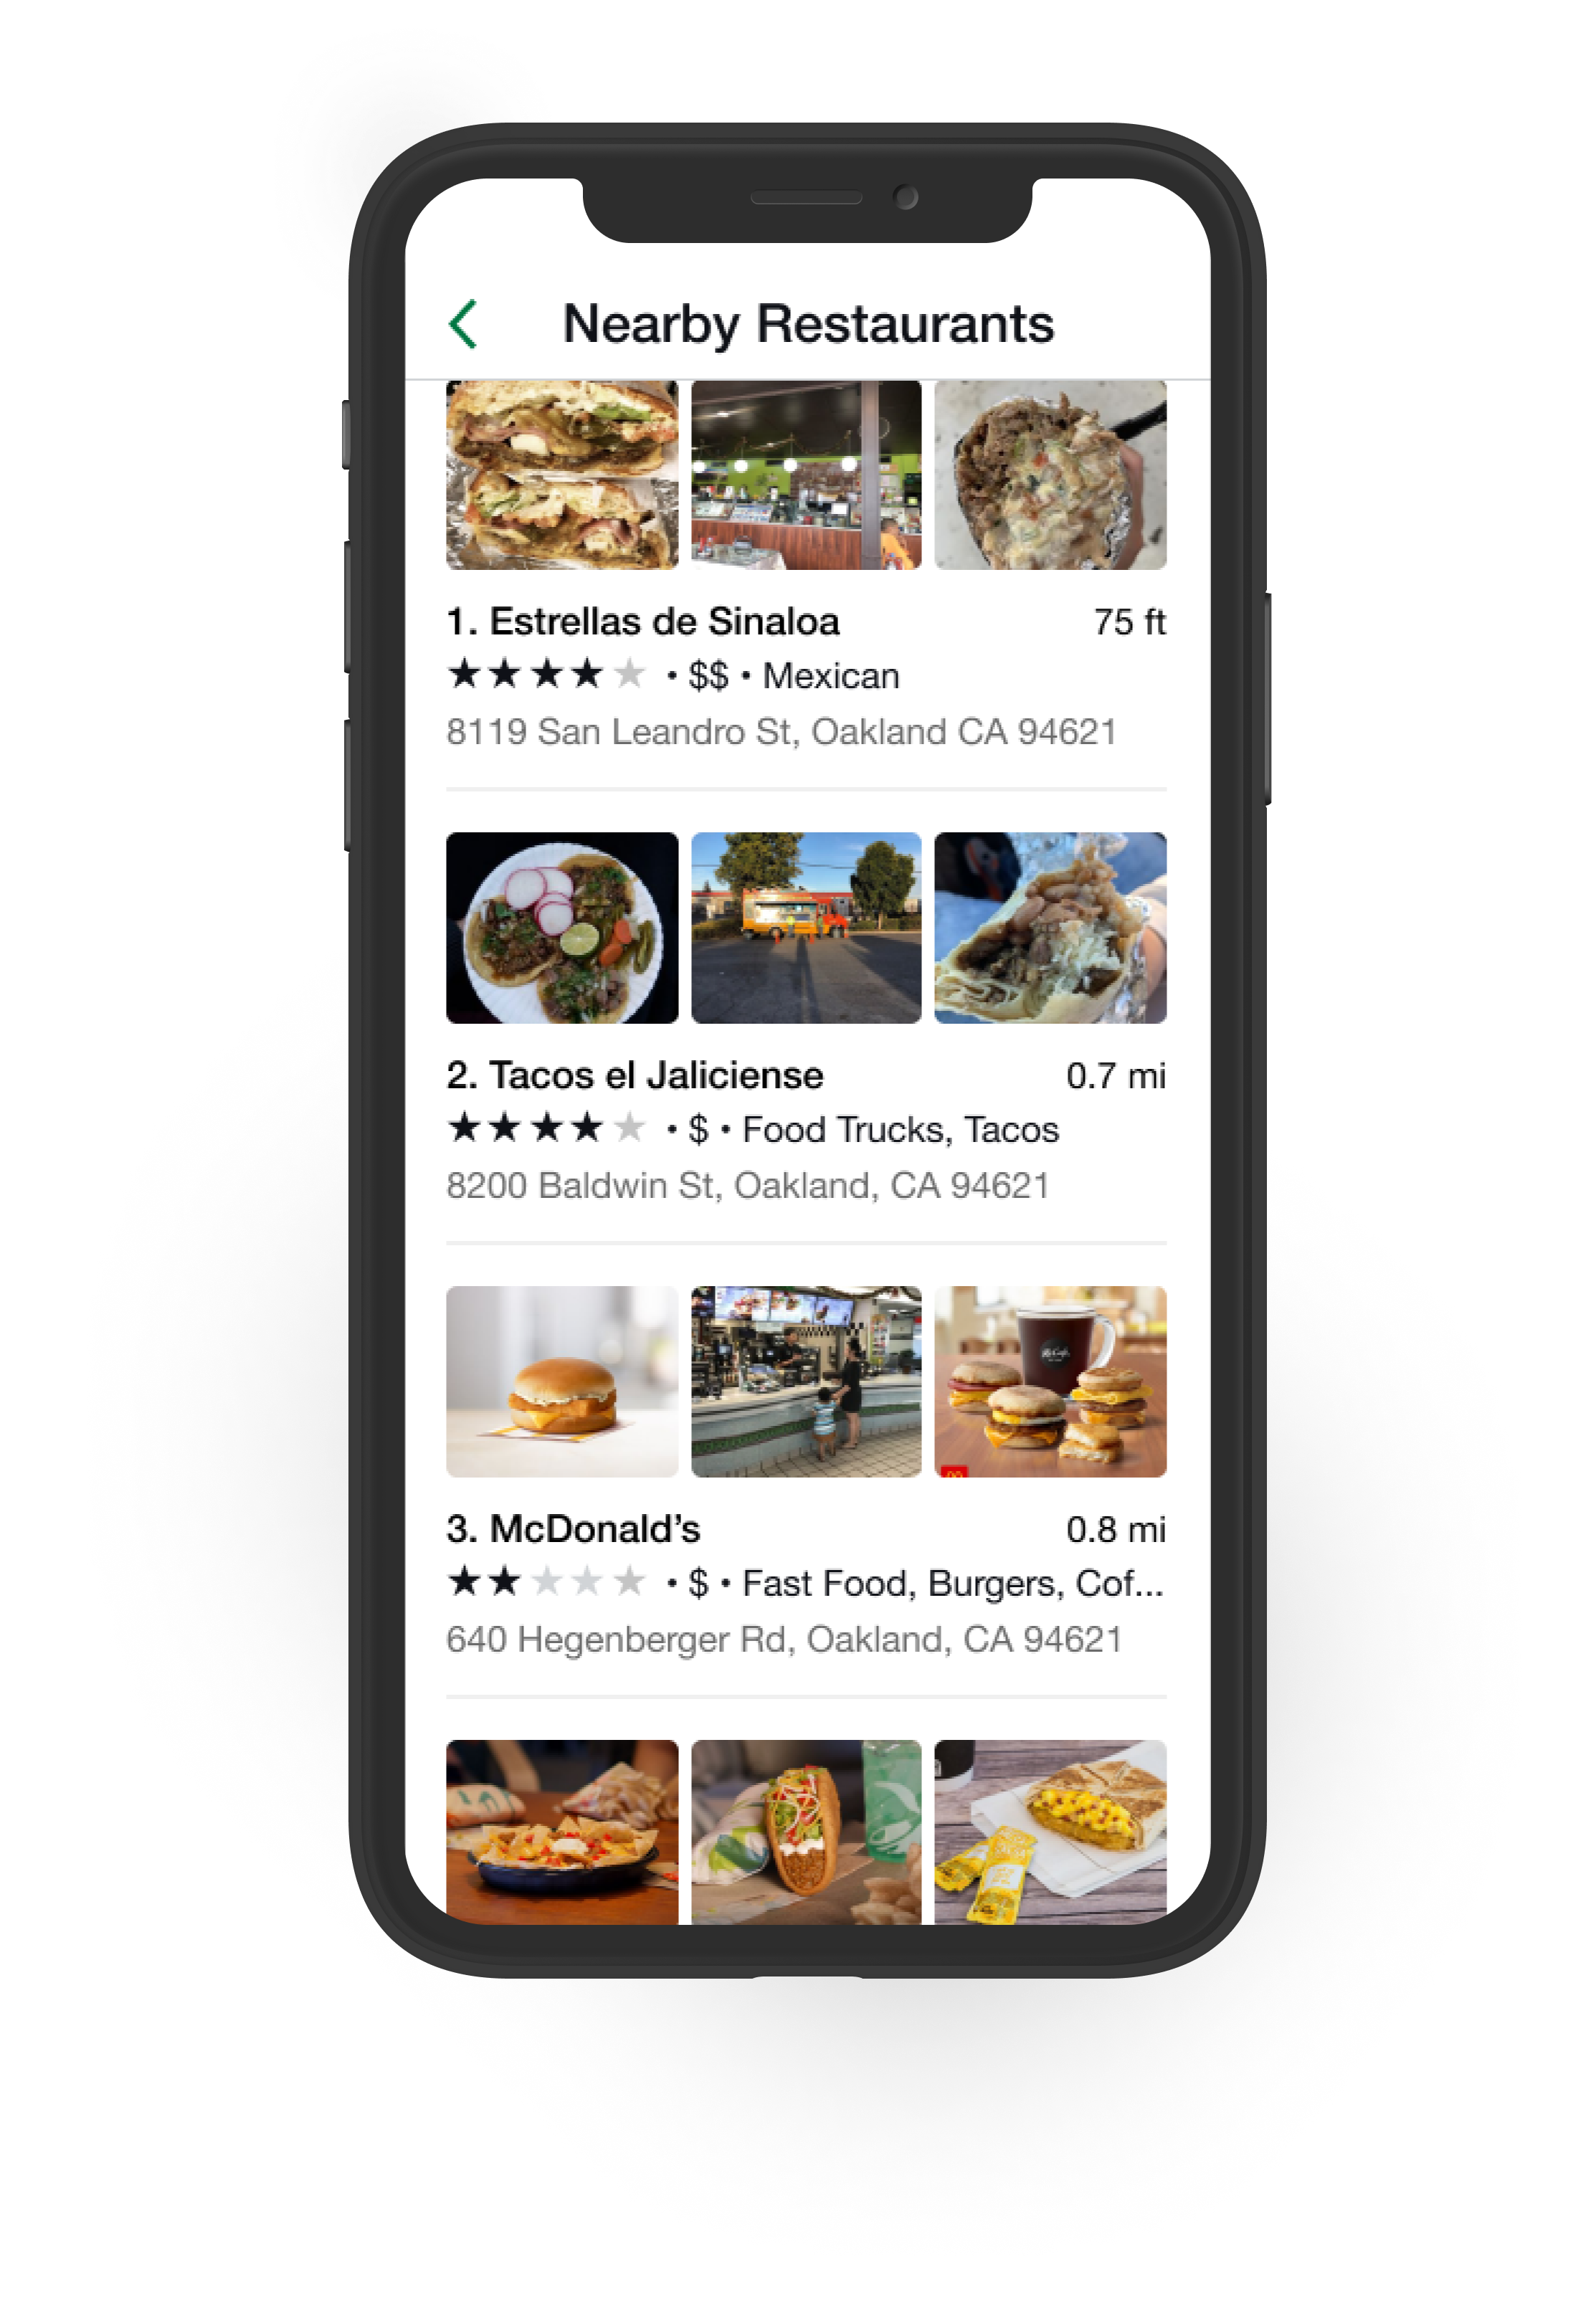 Nearby Restaurants
1. Estrellas de Sinaloa 75 ft
• $$ • Mexican
8119 San Leandro St, Oakland CA 94621
2. Tacos el Jaliciense 0.7 mi
• $ • Food Trucks, Tacos
8200 Baldwin St, Oakland, CA 94621
McCafé
3. McDonald’s 0.8 mi
• $ • Fast Food, Burgers, Cof...
640 Hegenberger Rd, Oakland, CA 94621